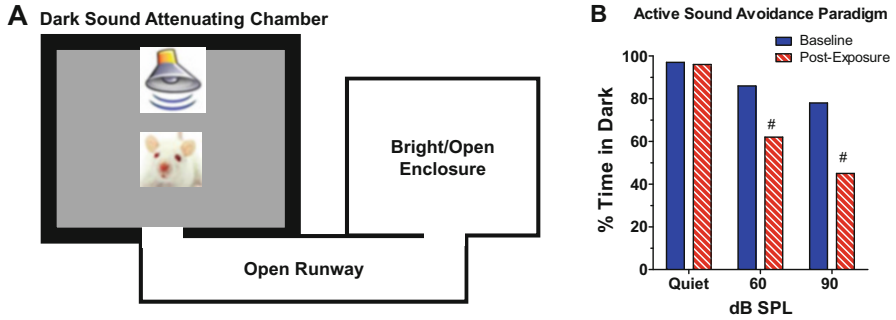 A Dark Sound Attenuating Chamber
Bright/Open
Enclosure
Open Runway
B Active Sound Avoidance Paradigm
Baseline
Post-Exposure
% Time in Dark
100
80
60
40
20
0
#
#
Quiet 60 90
dB SPL